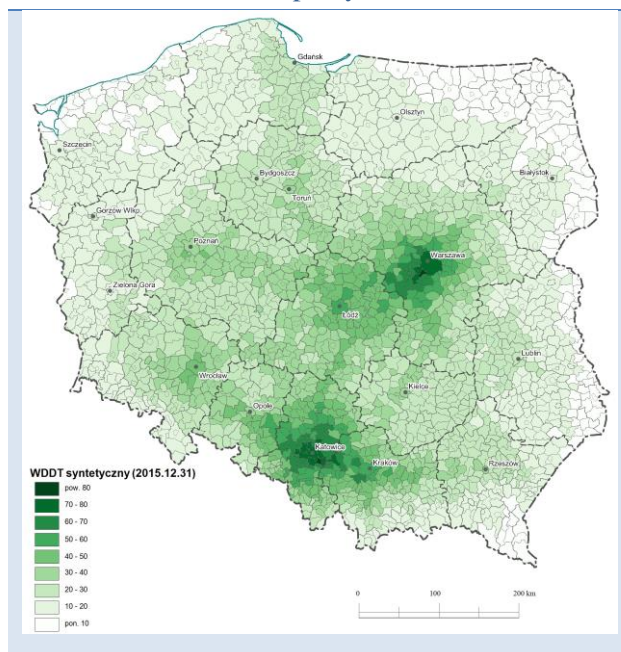 Gdańsk
Olsztyn
Szczecin
Bydgoszcz
Białystok
Toruń
Gorzów Wlkp
Poznań
Warszawa
Zielona Góra
Łódź
Lublin
Wrocław
Kielce
Opole
Katowice
Kraków
Rzeszów
WDDT syntetyczny (2015.12.31)
pow. 80
70 - 80
60 - 70
50 - 60
40 - 50
30 - 40
20 - 30
10 - 20
pon. 10
0 100 200 km